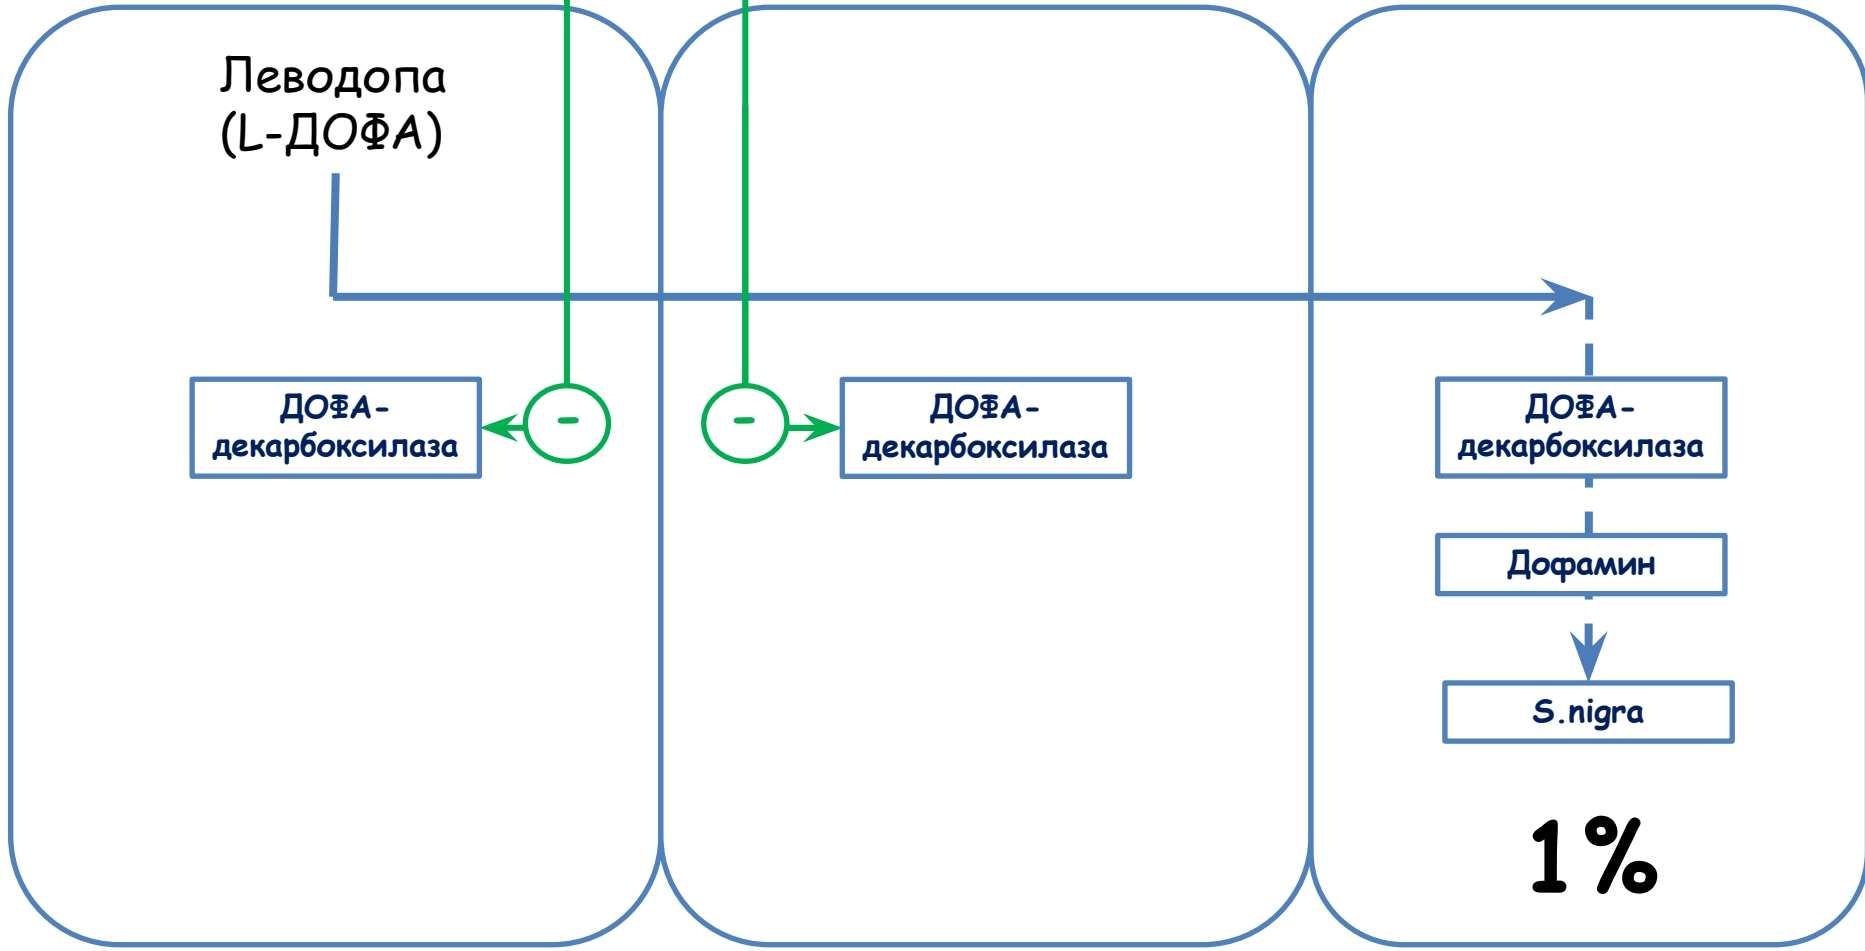 Леводопа
(L-ДОФА)
ДОФА-
декарбоксилаза
-
-
ДОФА-
декарбоксилаза
ДОФА-
декарбоксилаза
Дофамин
S.nigra
1%